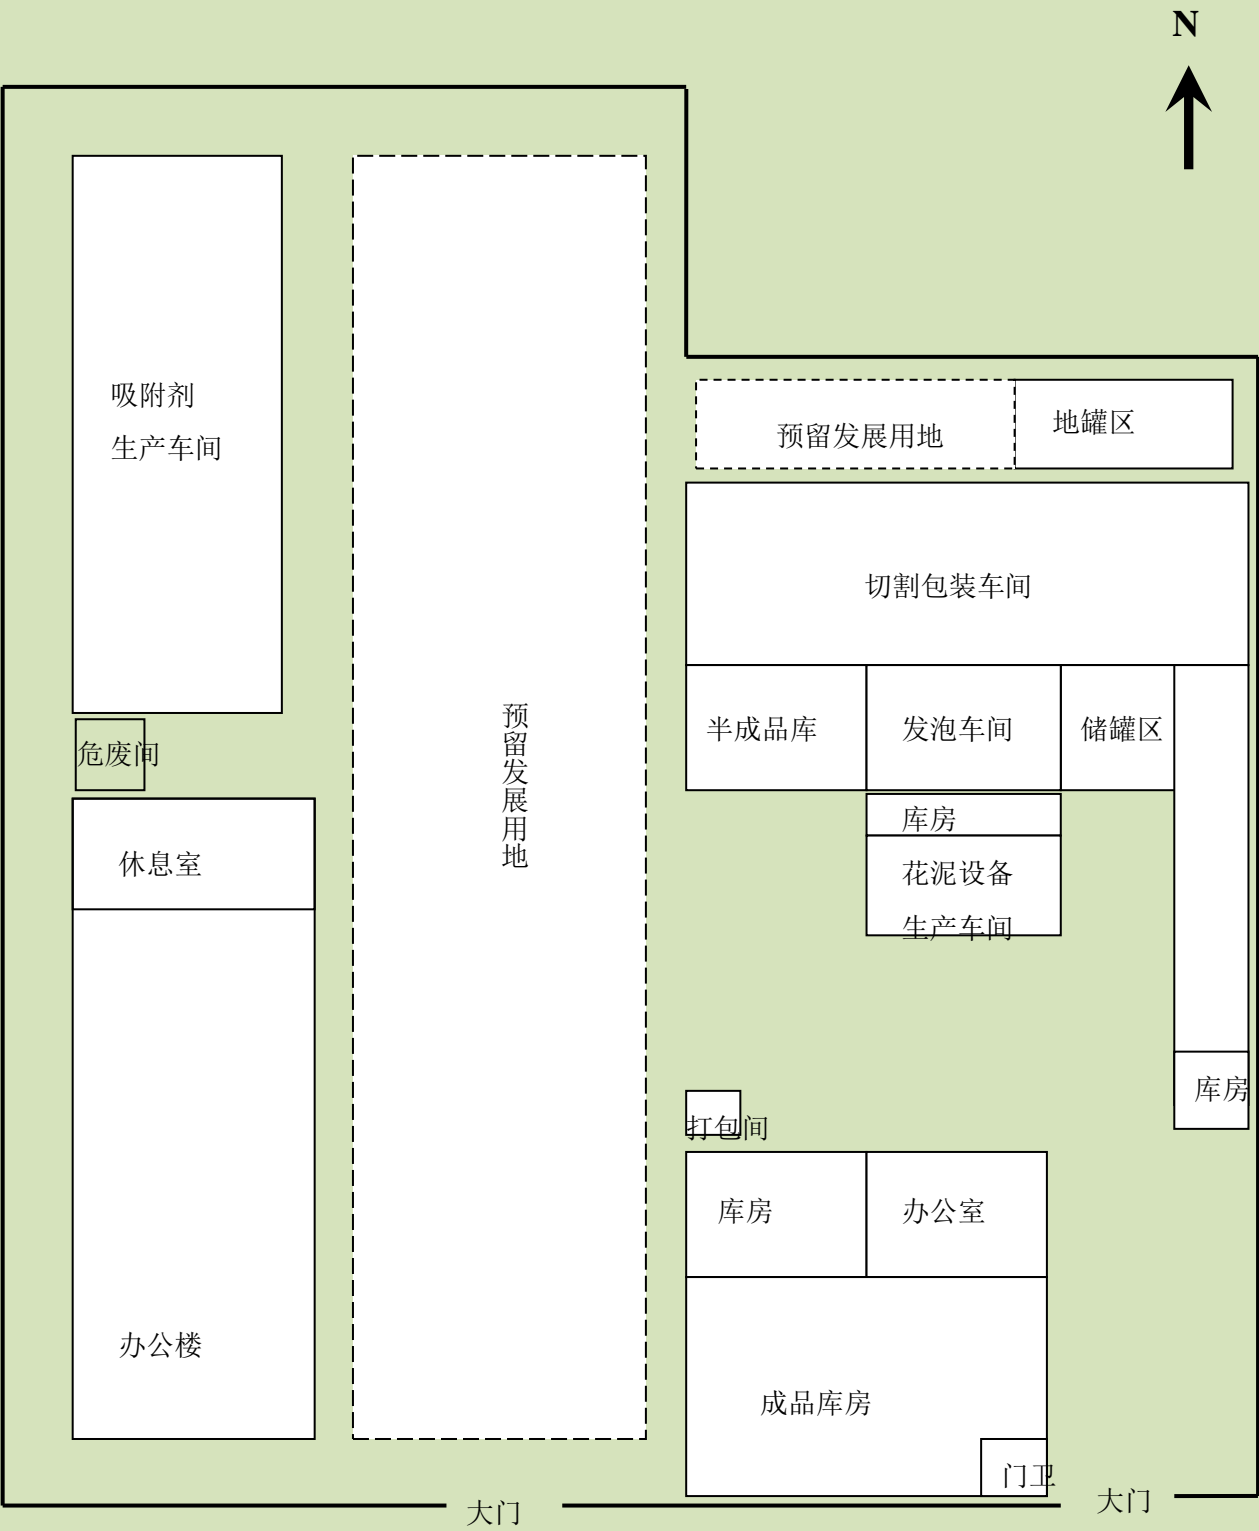 N
吸附剂
生产车间
预留发展用地
地罐区
切割包装车间
预留发展用地
半成品库
发泡车间
储罐区
危废间
库房
休息室
花泥设备
生产车间
库房
打包间
库房
办公室
办公楼
成品库房
门卫
大门
大门